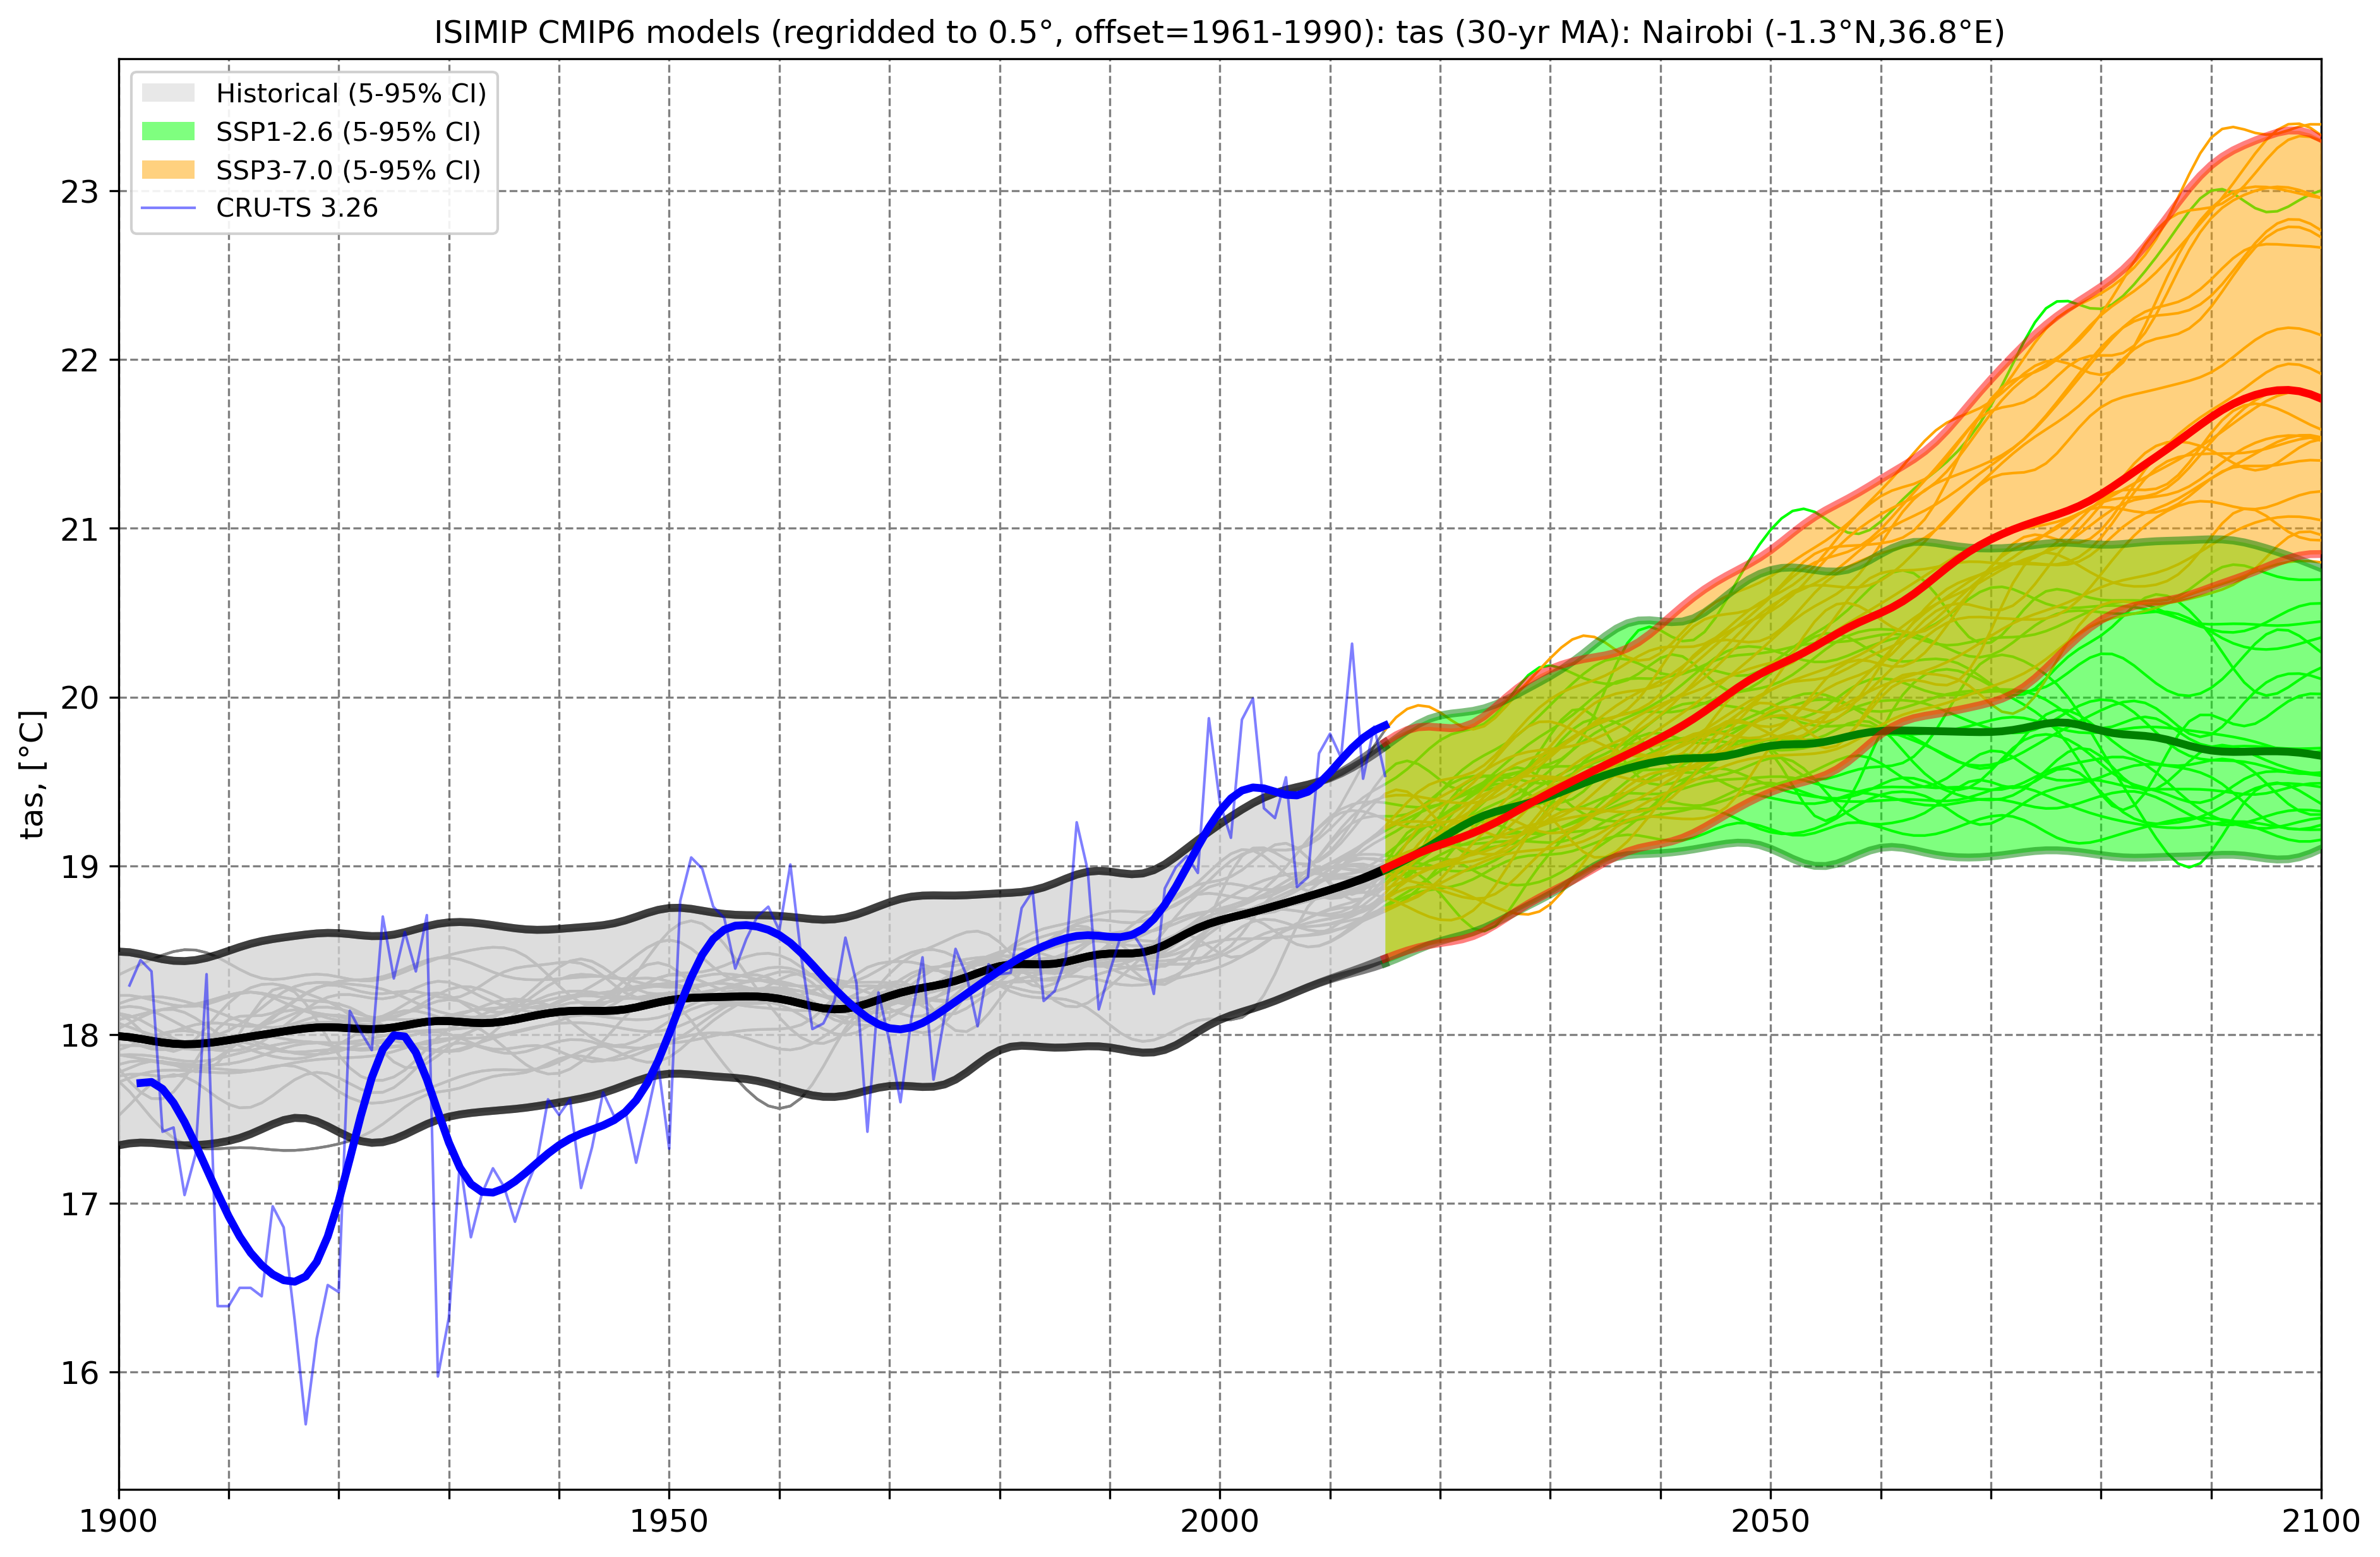 ISIMIP CMIP6 models (regridded to 0.5°, offset=1961-1990): tas (30-yr MA): Nairobi (-1.3°N,36.8°E)
Historical (5-95% CI)
SSP1-2.6 (5-95% CI)
SSP3-7.0 (5-95% CI)
CRU-TS 3.26
tas, [°C]
23
22
21
20
19
18
17
16
1900 1950 2000 2050 2100